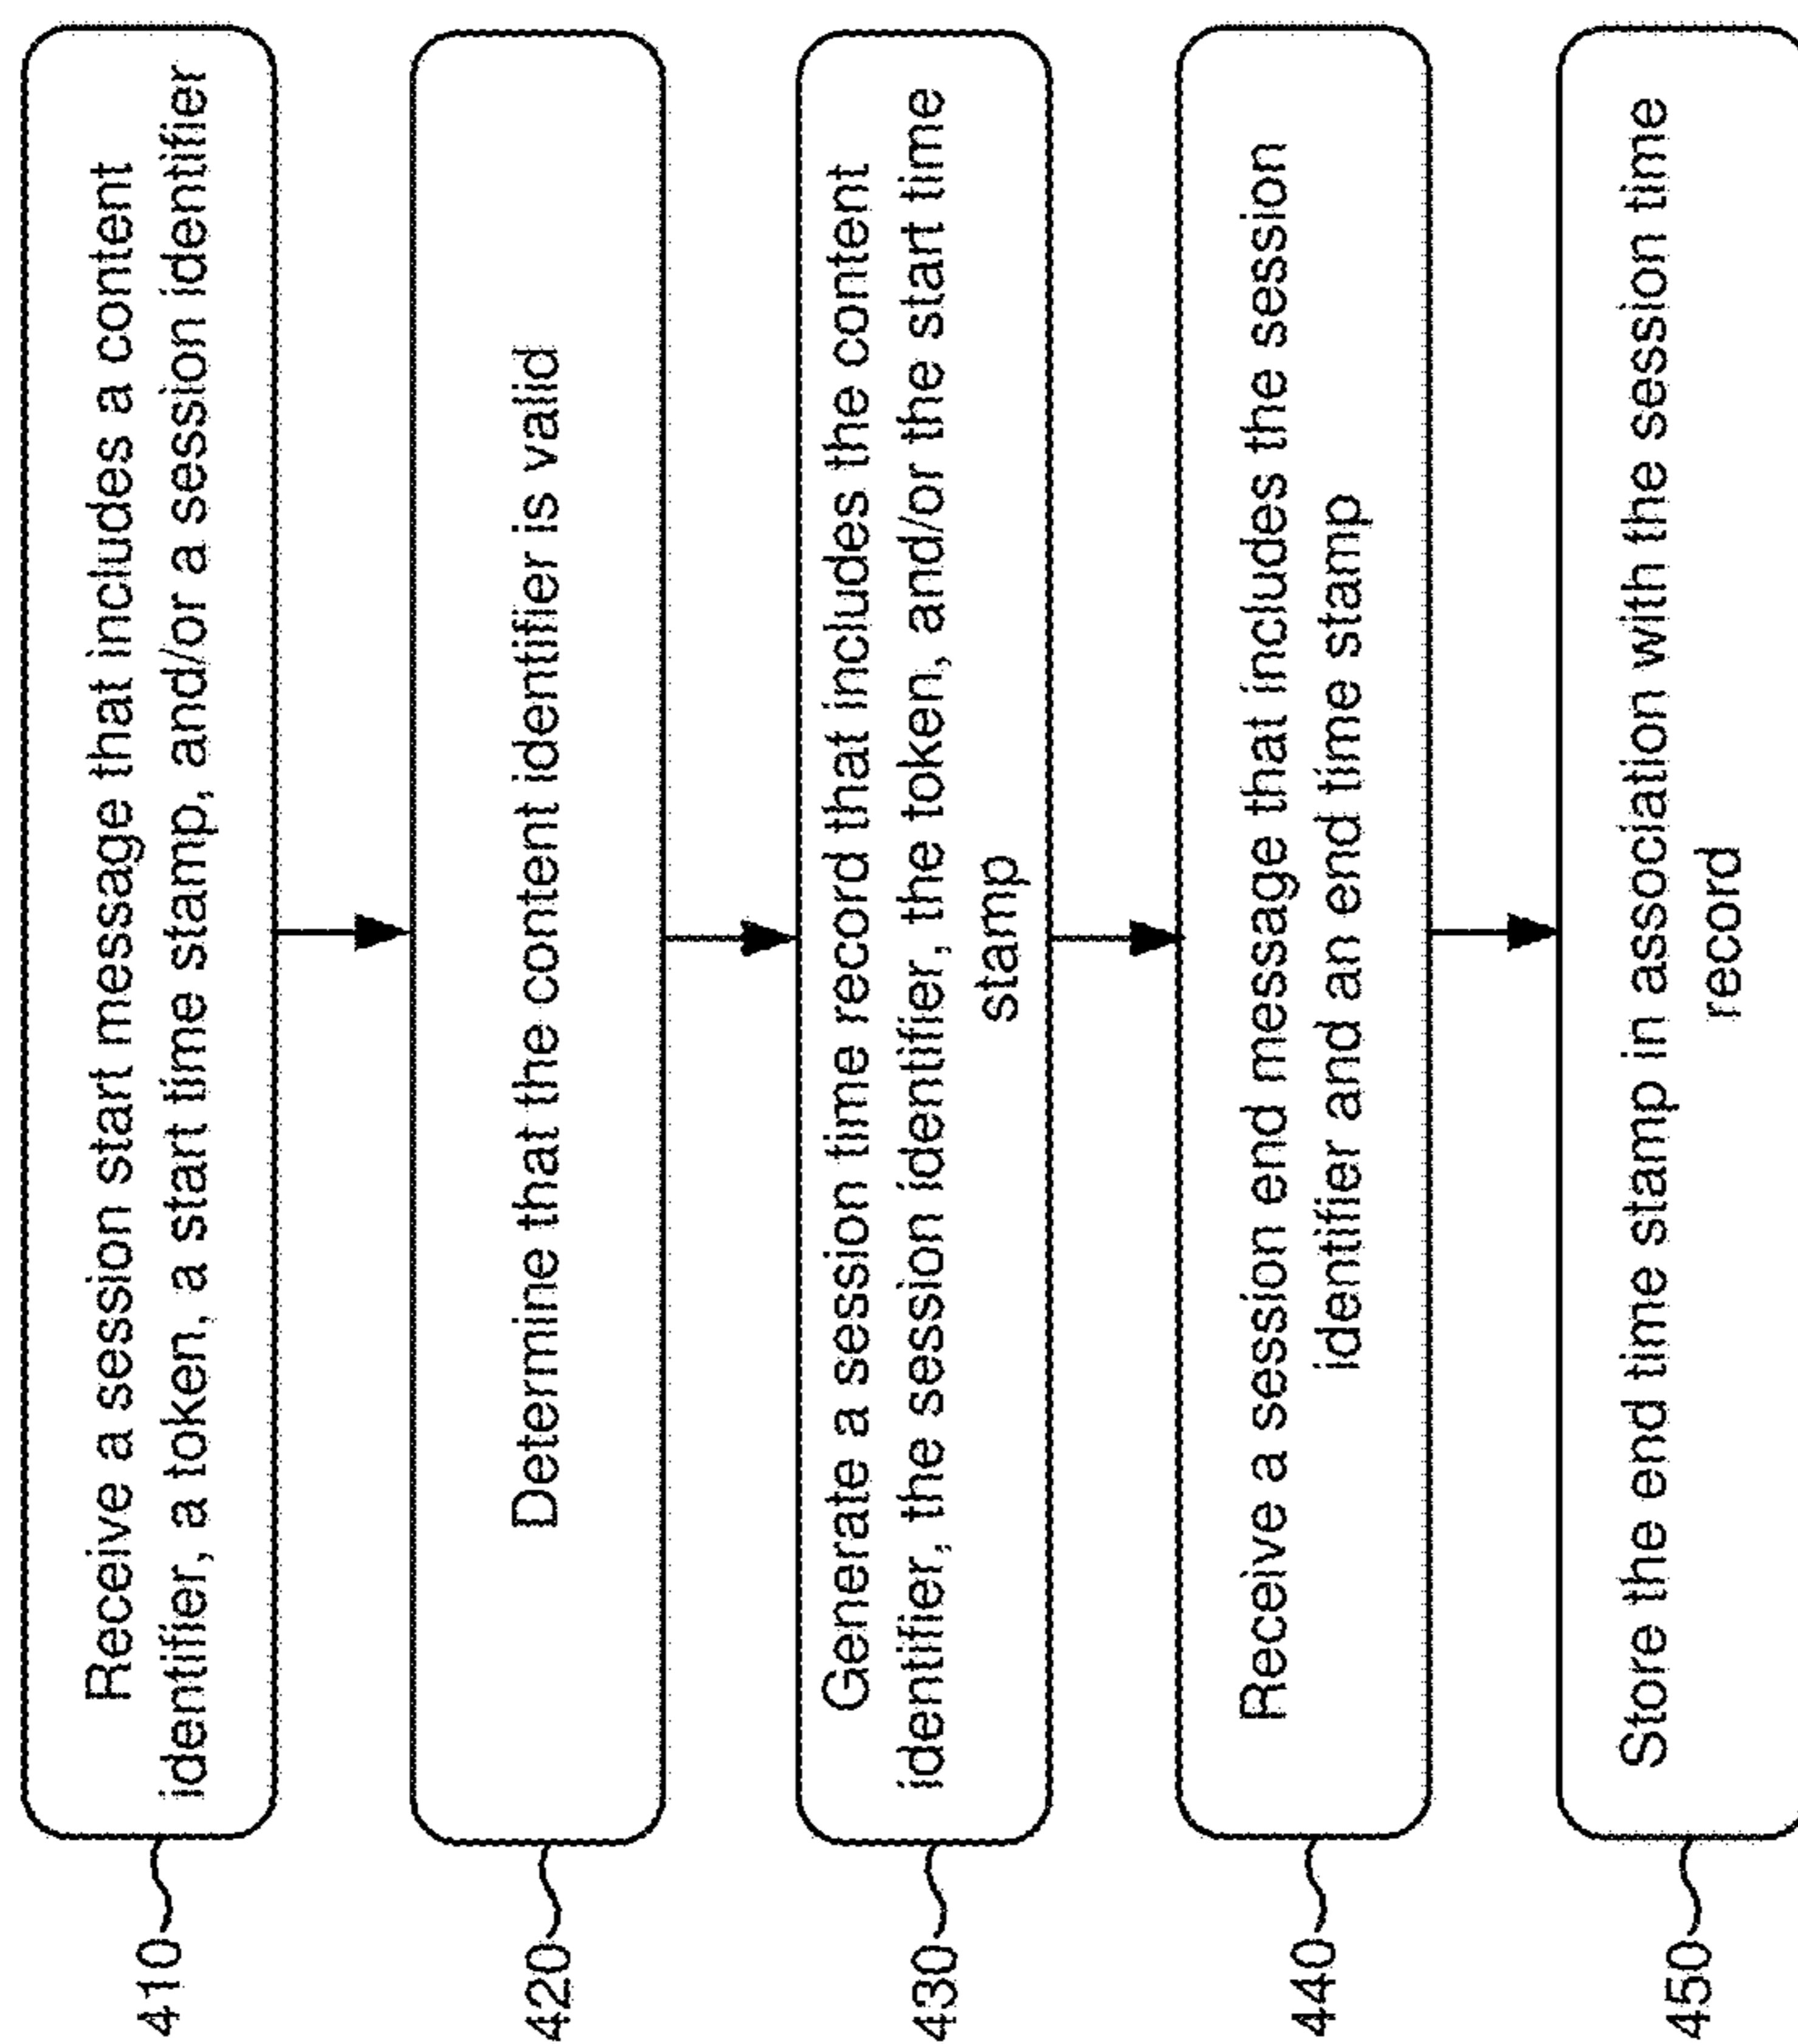 410
Receive a session start message that includes a content
identifier, a token, a start time stamp, and/or a session identifier
420
Determine that the content identifier is valid
430
Generate a session time record that includes the content
identifier, the session identifier, the token, and/or the start time
stamp
440
Receive a session end message that includes the session
identifier and an end time stamp
450
Store the end time stamp in association with the session time
record